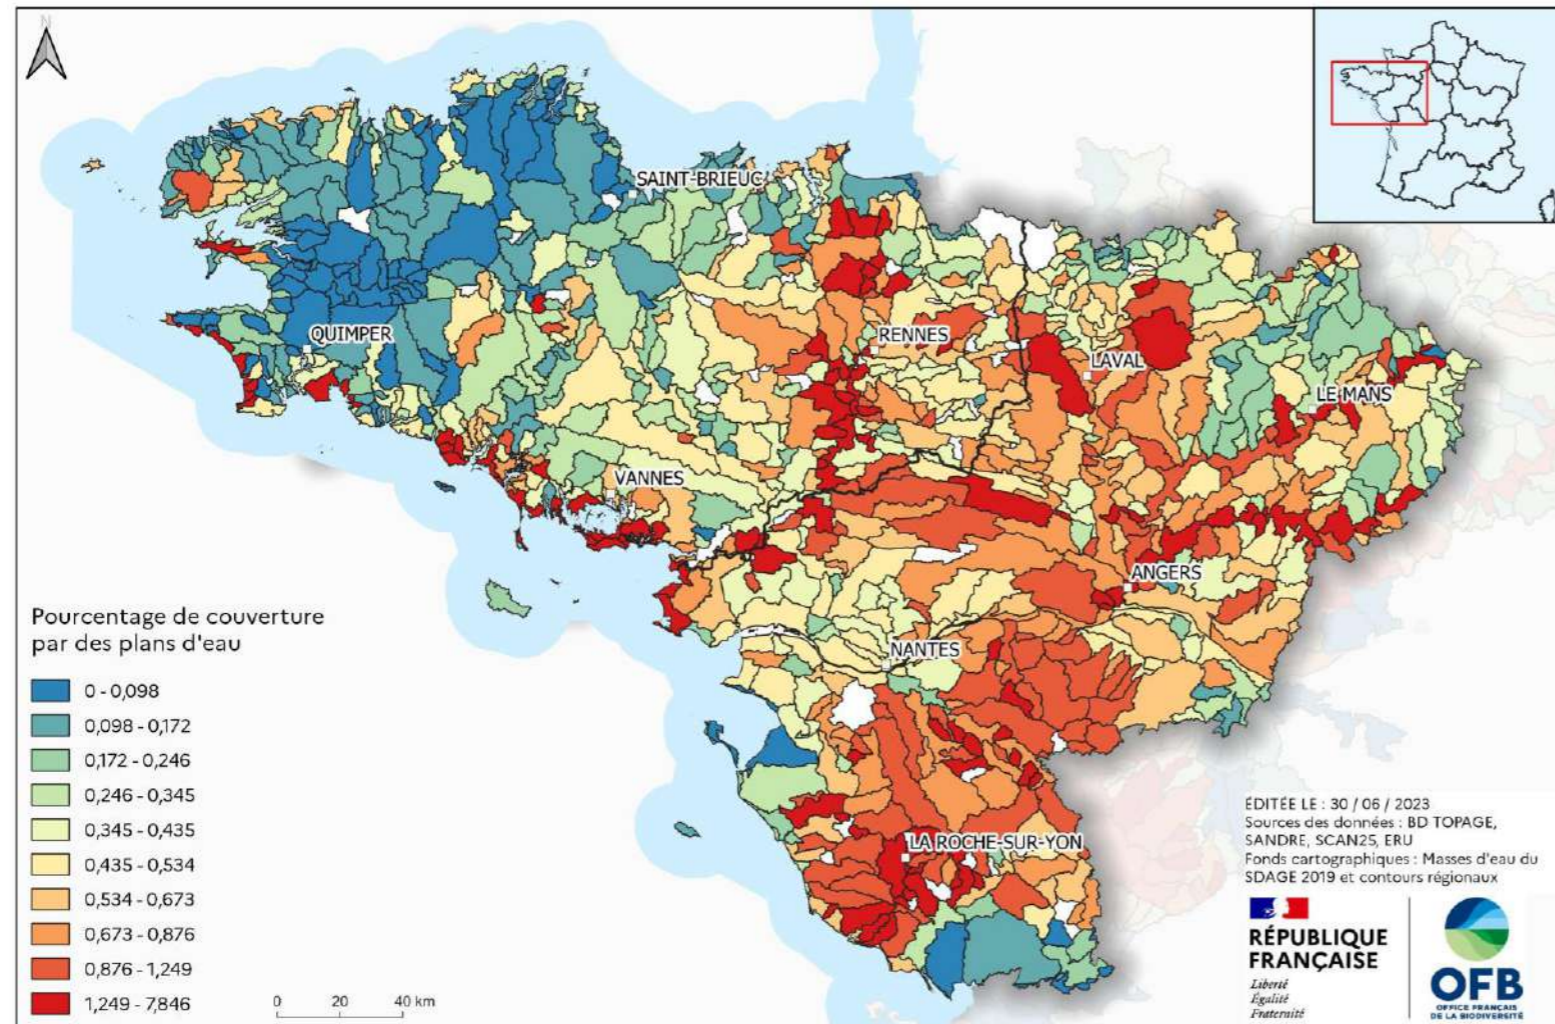 N
SAINT-BRIEUC
QUIMPER
RENNES
LAVAL
LE MANS
VANNES
ANGERS
NANTES
LA ROCHE-SUR-YON
Pourcentage de couverture
par des plans d'eau
0 - 0,098
0,098 - 0,172
0,172 - 0,246
0,246 - 0,345
0,345 - 0,435
0,435 - 0,534
0,534 - 0,673
0,673 - 0,876
0,876 - 1,249
1,249 - 7,846
0 20 40 km
ÉDITÉE LE : 30 / 06 / 2023
Sources des données : BD TOPAGE,
SANDRE, SCAN25, ERU
Fonds cartographiques : Masses d'eau du
SDAGE 2019 et contours régionaux
RÉPUBLIQUE
FRANÇAISE
Liberté
Égalité
Fraternité
OFB
OFFICE FRANÇAIS
DE LA BIODIVERSITÉ